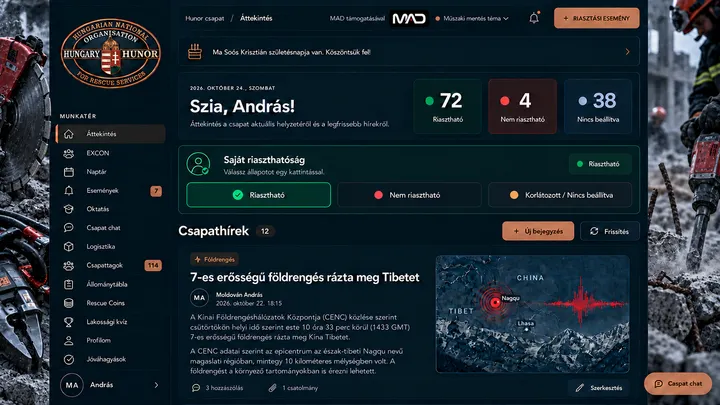 HUNGARIAN NATIONAL
ORGANISATION
HUNGARY HUNOR
FOR RESCUE SERVICES
Hunor csapat / Áttekintés
MAD támogatásával MAD
Műszaki mentés téma
+ RIASZTÁSI ESEMÉNY
Ma Soós Krisztián születésnapja van. Köszöntsük fel!
MUNKATÉR
Áttekintés
EXCON
Naptár
Események 7
Oktatás
Csapat chat
Logisztika
Csapattagok 114
Állománytábla
Rescue Coins
Lakossági kvíz
Profilom
Jóváhagyások
MA András
2026. OKTÓBER 24., SZOMBAT
Szia, András!
Áttekintés a csapat aktuális helyzetéről és a legfrissebb hírekről.
72
Riasztható
4
Nem riasztható
38
Nincs beállítva
Saját riaszthatóság
Válassz állapotot egy kattintással.
Riasztható
Riasztható
Nem riasztható
Korlátozott / Nincs beállítva
Csapathírek 12
+ Új bejegyzés
Frissítés
Földrengés
7-es erősségű földrengés rázta meg Tibetet
MA
Moldován András
2026. október 22. 18:15
A Kínai Földrengéshálózatok Központja (CENC) közlése szerint
csütörtökön helyi idő szerint este 10 óra 33 perc körül (1433 GMT)
7-es erősségű földrengés rázta meg Kína Tibetet.
A CENC adatai szerint az epicentrum az észak-tibeti Nagqu nevű
magaslati régióban, mintegy 10 kilométeres mélységben volt. A
földrengést a környező tartományokban is érezni lehetett.
3 hozzászólás
1 csatolmány
CHINA
TIBET
Nagqu
Lhasa
Szerkesztés
Csapat chat